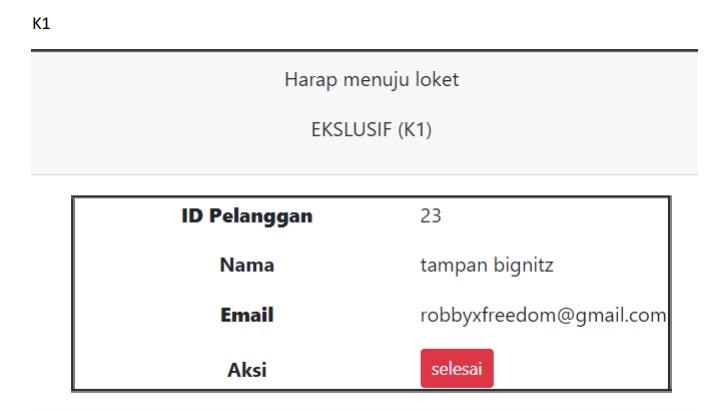 K1
Harap menuju loket
EKSLUSIF (K1)
ID Pelanggan 23
Nama tampan bignitz
Email robbyxfreedom@gmail.com
Aksi selesai